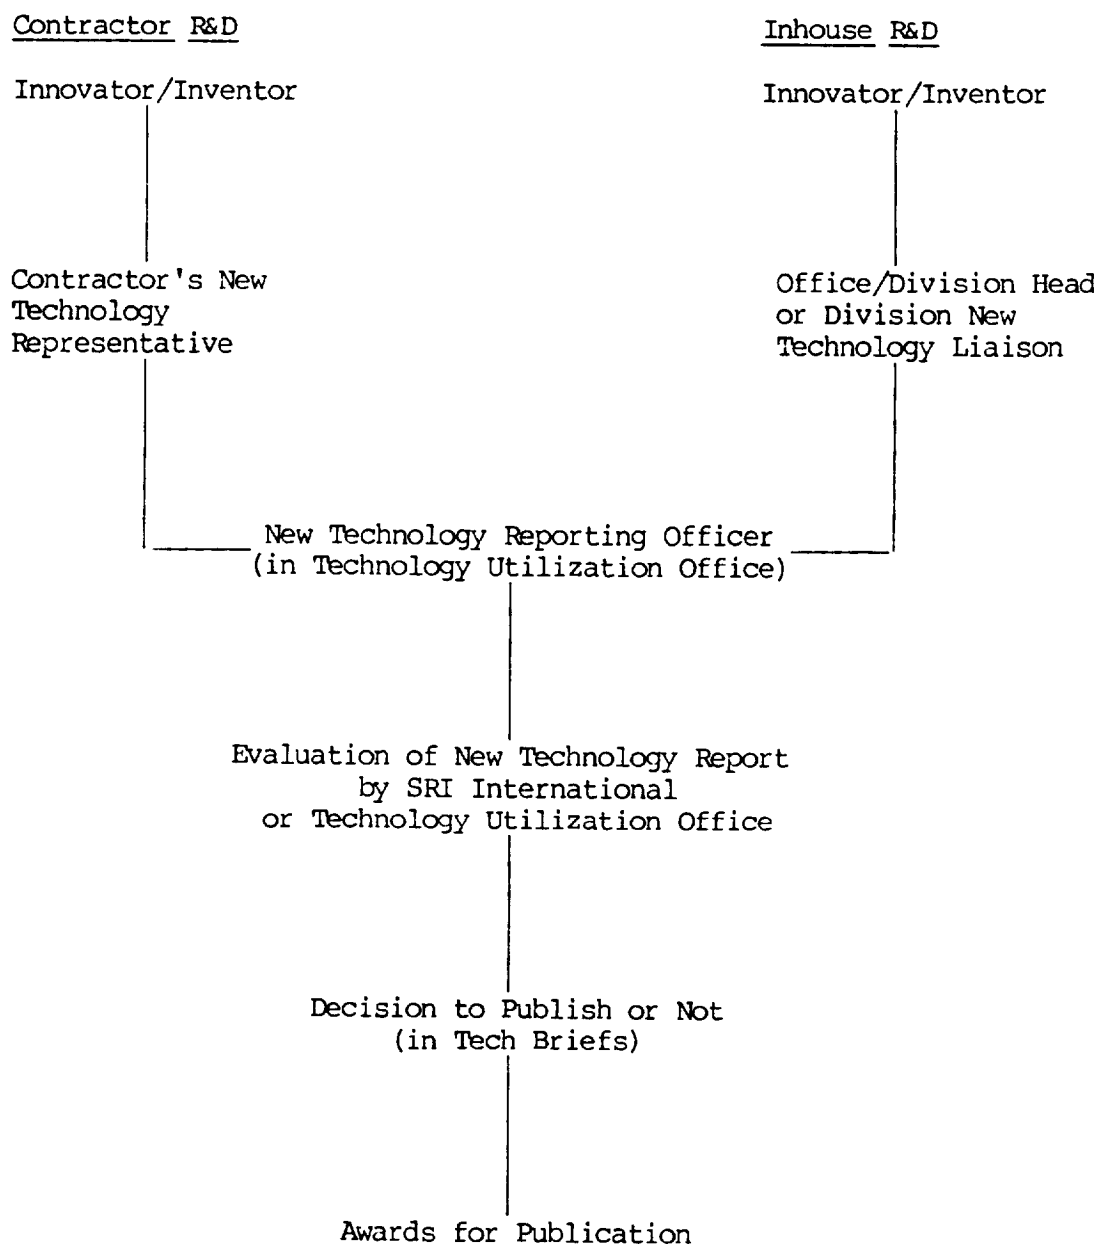 Contractor R&D
Inhouse R&D
Innovator/Inventor
Innovator/Inventor
Contractor's New
Technology
Representative
Office/Division Head
or Division New
Technology Liaison
New Technology Reporting Officer
(in Technology Utilization Office)
Evaluation of New Technology Report
by SRI International
or Technology Utilization Office
Decision to Publish or Not
(in Tech Briefs)
Awards for Publication